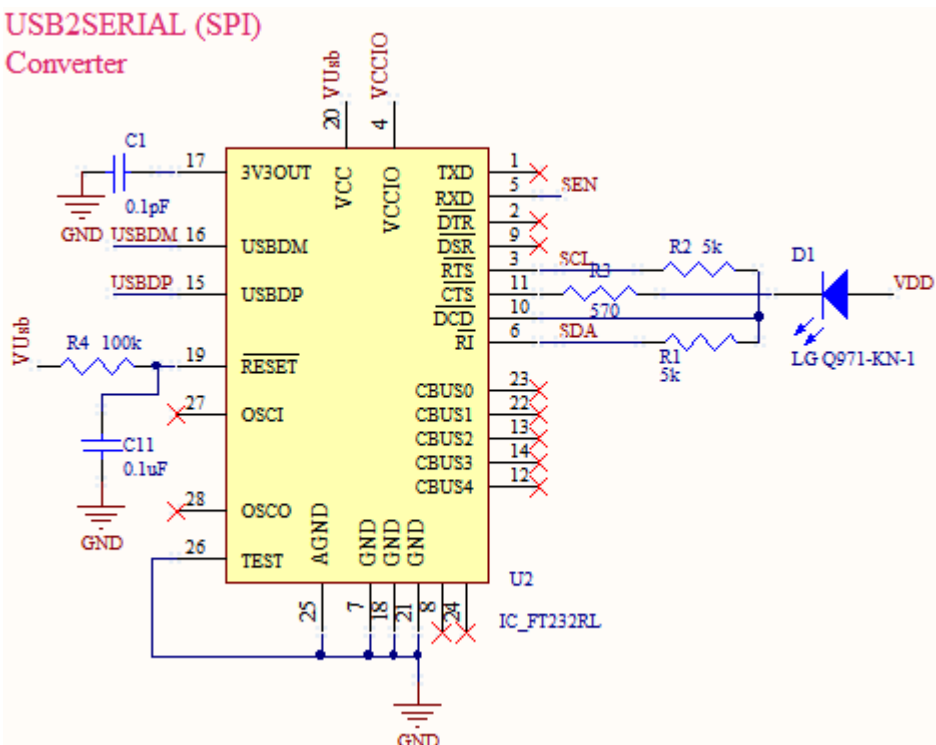 USB2SERIAL (SPI)
Converter
VUsb
VCCIO
20
4
C1
17
3V3OUT
VCC
VCCIO
TXD
1
0.1pF
GND
RXD
5
SEN
USBDM
16
USBDM
DTR
2
DSR
9
RTS
3
SCL
R2 5k
D1
USBDP
15
USBDP
CTS
11
R3
570
VDD
DCD
10
RI
6
SDA
R1
5k
LG Q971-KN-1
VUsb
R4 100k
19
RESET
CBUS0
23
27
OSCI
CBUS1
22
C11
0.1uF
CBUS2
13
CBUS3
14
CBUS4
12
28
OSCO
GND
26
TEST
AGND
GND
GND
GND
U2
25
7
18
21
8
24
IC_FT232RL
GND